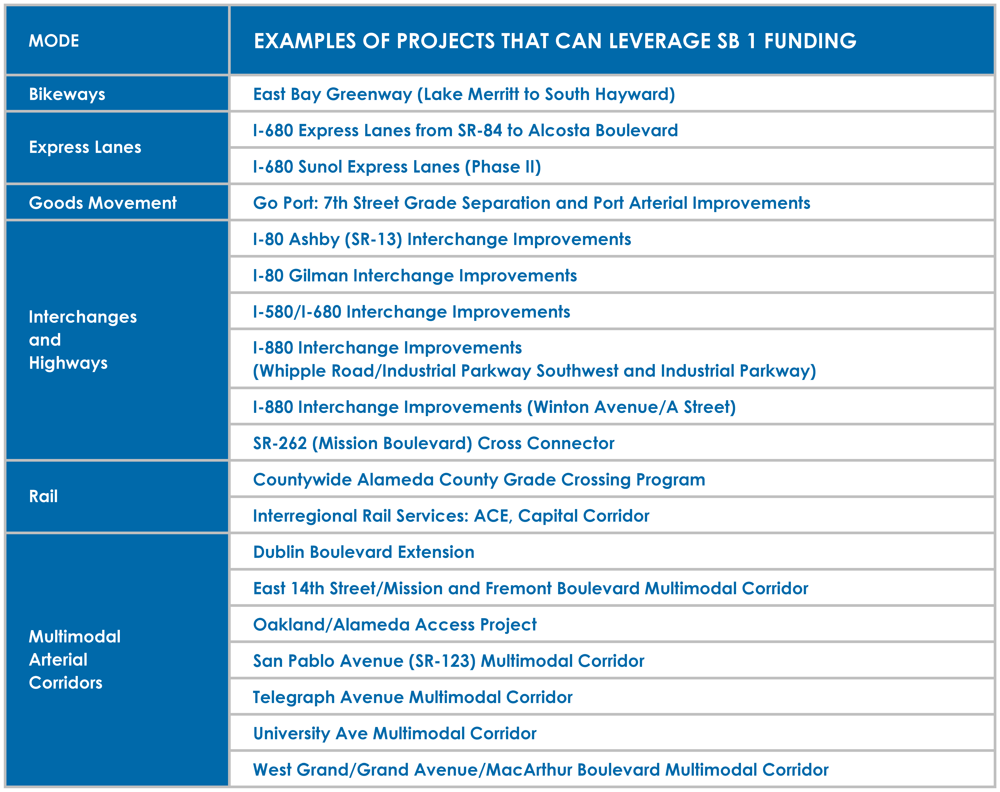 MODE
EXAMPLES OF PROJECTS THAT CAN LEVERAGE SB 1 FUNDING
Bikeways
East Bay Greenway (Lake Merritt to South Hayward)
Express Lanes
I-680 Express Lanes from SR-84 to Alcosta Boulevard
I-680 Sunol Express Lanes (Phase II)
Goods Movement
Go Port: 7th Street Grade Separation and Port Arterial Improvements
Interchanges
and
Highways
I-80 Ashby (SR-13) Interchange Improvements
I-80 Gilman Interchange Improvements
I-580/I-680 Interchange Improvements
I-880 Interchange Improvements
(Whipple Road/Industrial Parkway Southwest and Industrial Parkway)
I-880 Interchange Improvements (Winton Avenue/A Street)
SR-262 (Mission Boulevard) Cross Connector
Rail
Countywide Alameda County Grade Crossing Program
Interregional Rail Services: ACE, Capital Corridor
Multimodal
Arterial
Corridors
Dublin Boulevard Extension
East 14th Street/Mission and Fremont Boulevard Multimodal Corridor
Oakland/Alameda Access Project
San Pablo Avenue (SR-123) Multimodal Corridor
Telegraph Avenue Multimodal Corridor
University Ave Multimodal Corridor
West Grand/Grand Avenue/MacArthur Boulevard Multimodal Corridor